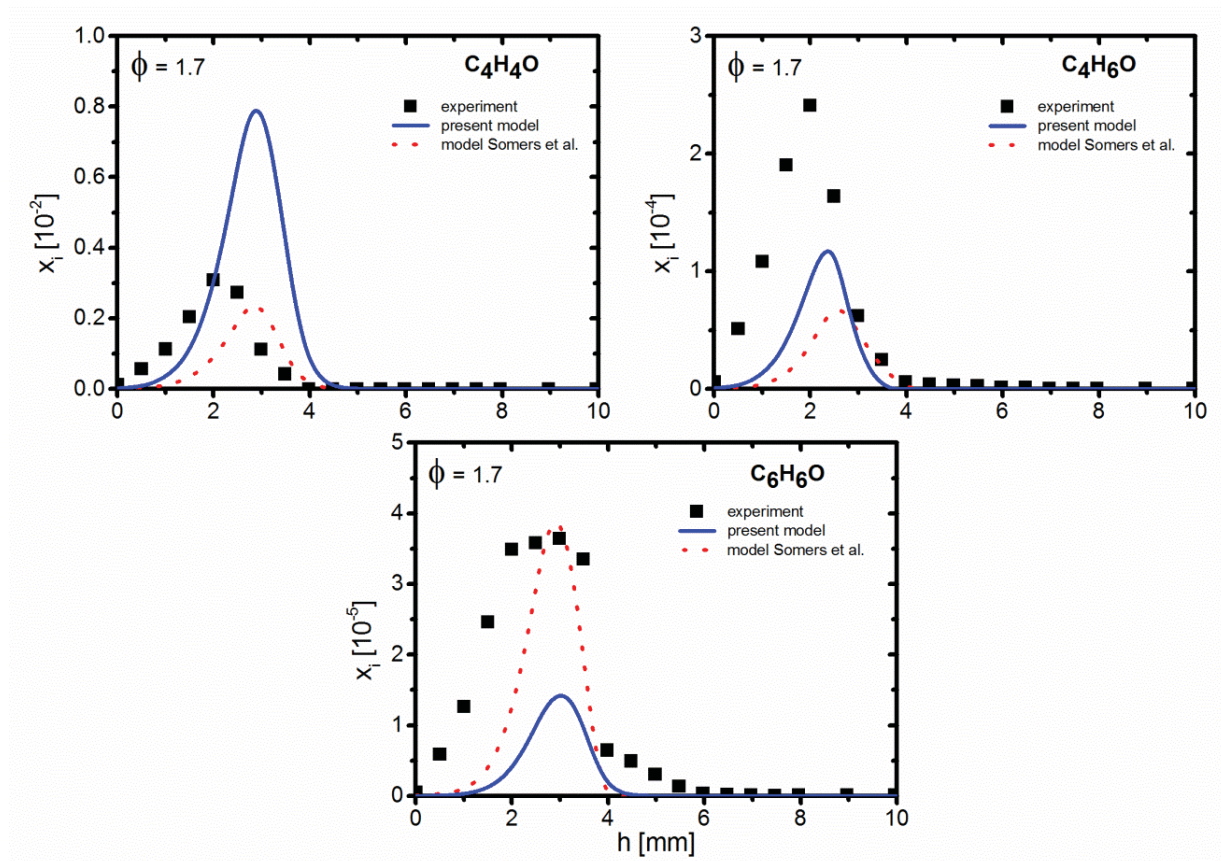 ϕ = 1.7
C4H4O
experiment
present model
model Somers et al.
xi [10-2]
1.0
0.8
0.6
0.4
0.2
0.0
0 2 4 6 8 10
ϕ = 1.7
C4H6O
experiment
present model
model Somers et al.
xi [10-4]
3
2
1
0
0 2 4 6 8 10
ϕ = 1.7
C6H6O
experiment
present model
model Somers et al.
xi [10-5]
5
4
3
2
1
0
0 2 4 6 8 10
h [mm]